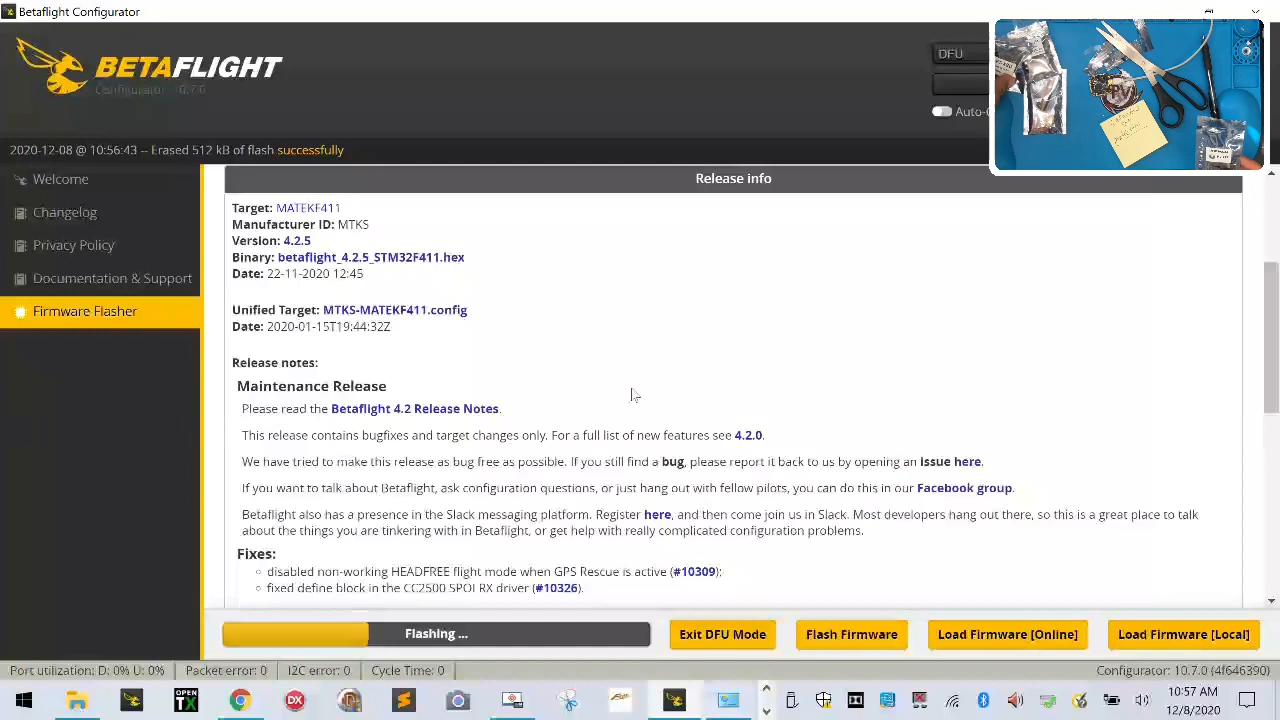 Betaflight Configurator
BETAFLIGHT
Configurator 10.7.0
DFU
Auto-
2020-12-08 @ 10:56:43 -- Erased 512 kB of flash successfully
Welcome
Changelog
Privacy Policy
Documentation & Support
Firmware Flasher
Release info
Target: MATEKF411
Manufacturer ID: MTKS
Version: 4.2.5
Binary: betaflight_4.2.5_STM32F411.hex
Date: 22-11-2020 12:45
Unified Target: MTKS-MATEKF411.config
Date: 2020-01-15T19:44:32Z
Release notes:
Maintenance Release
Please read the Betaflight 4.2 Release Notes.
This release contains bugfixes and target changes only. For a full list of new features see 4.2.0.
We have tried to make this release as bug free as possible. If you still find a bug, please report it back to us by opening an issue here.
If you want to talk about Betaflight, ask configuration questions, or just hang out with fellow pilots, you can do this in our Facebook group.
Betaflight also has a presence in the Slack messaging platform. Register here, and then come join us in Slack. Most developers hang out there, so this is a great place to talk
about the things you are tinkering with in Betaflight, or get help with really complicated configuration problems.
Fixes:
disabled non-working HEADFREE flight mode when GPS Rescue is active (#10309);
fixed define block in the CC2500 SPOI RX driver (#10326).
Flashing ...
Exit DFU Mode
Flash Firmware
Load Firmware [Online]
Load Firmware [Local]
Port utilization: D: 0% U: 0%
Packet error: 0
I2C error: 0
Cycle Time: 0
Configurator: 10.7.0 (4f646390)
OPEN
TX
DX
10:57 AM
12/8/2020